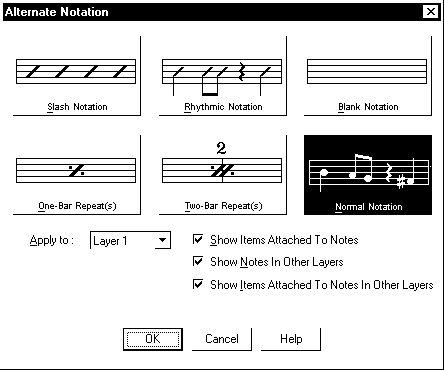 Alternate Notation
Slash Notation
Rhythmic Notation
Blank Notation
2
One-Bar Repeat(s)
Two-Bar Repeat(s)
Normal Notation
Apply to :
Layer 1
Show Items Attached To Notes
Show Notes In Other Layers
Show Items Attached To Notes In Other Layers
OK
Cancel
Help